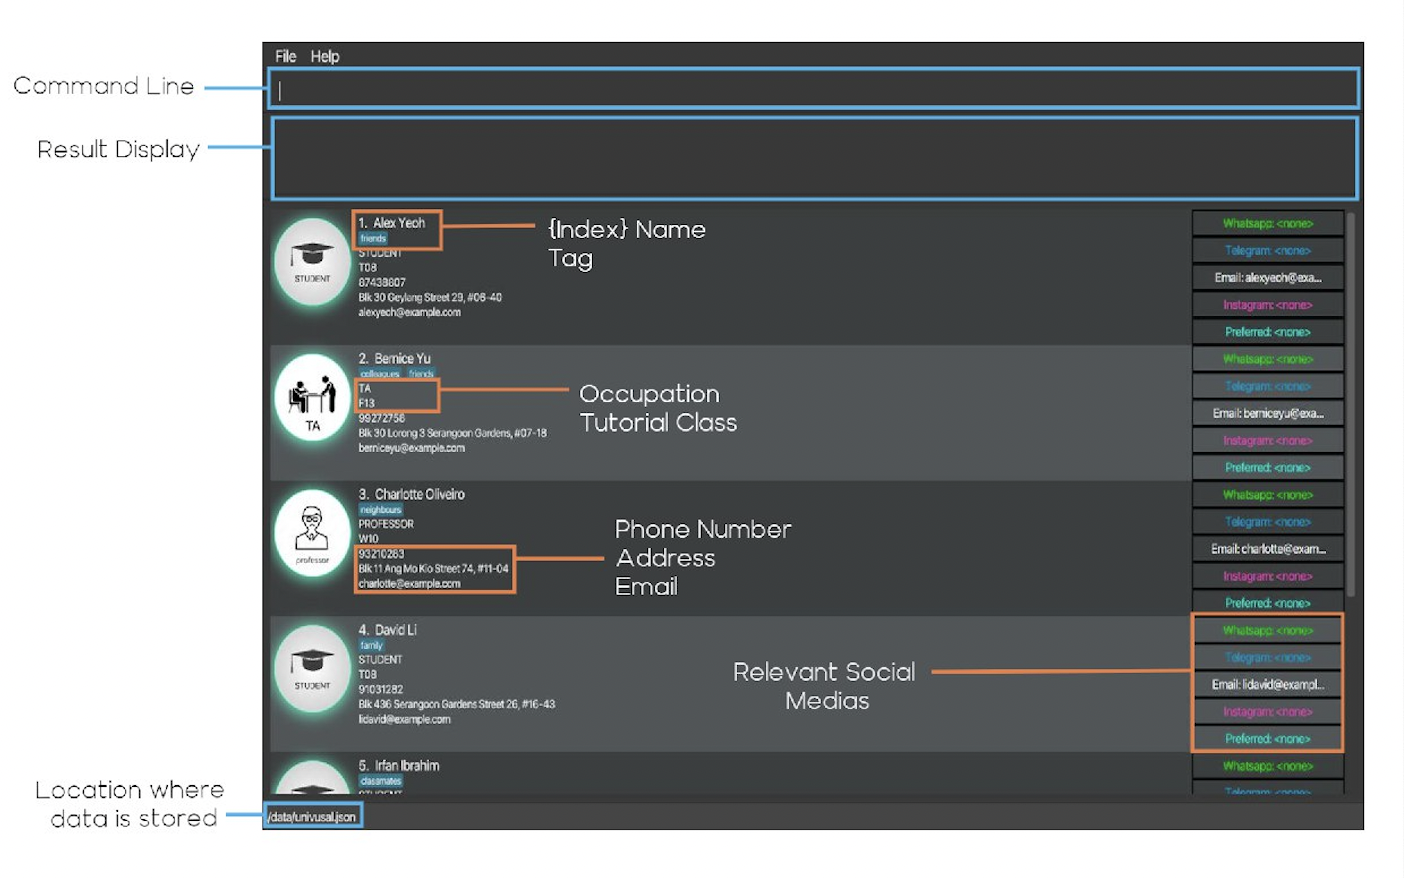 File Help
Command Line
Result Display
1. Alex Yeoh
friends
STUDENT
T08
87438807
Blk 30 Geylang Street 29, #06-40
alexyeoh@example.com
STUDENT
{Index} Name
Tag
Whatsapp: <none>
Telegram: <none>
Email: alexyeoh@exa...
Instagram: <none>
Preferred: <none>
2. Bernice Yu
colleagues friends
TA
F13
99272758
Blk 30 Lorong 3 Serangoon Gardens, #07-18
berniceyu@example.com
TA
Occupation
Tutorial Class
Whatsapp: <none>
Telegram: <none>
Email: berniceyu@exa...
Instagram: <none>
Preferred: <none>
3. Charlotte Oliveiro
neighbours
PROFESSOR
W10
93210283
Blk 11 Ang Mo Kio Street 74, #11-04
charlotte@example.com
professor
Phone Number
Address
Email
Whatsapp: <none>
Telegram: <none>
Email: charlotte@exam...
Instagram: <none>
Preferred: <none>
4. David Li
family
STUDENT
T08
91031282
Blk 436 Serangoon Gardens Street 26, #16-43
lidavid@example.com
STUDENT
Relevant Social
Medias
Whatsapp: <none>
Telegram: <none>
Email: lidavid@exampl...
Instagram: <none>
Preferred: <none>
5. Irfan Ibrahim
classmates
STUDENT
Whatsapp: <none>
Telegram: <none>
Location where
data is stored
/data/univusal.json